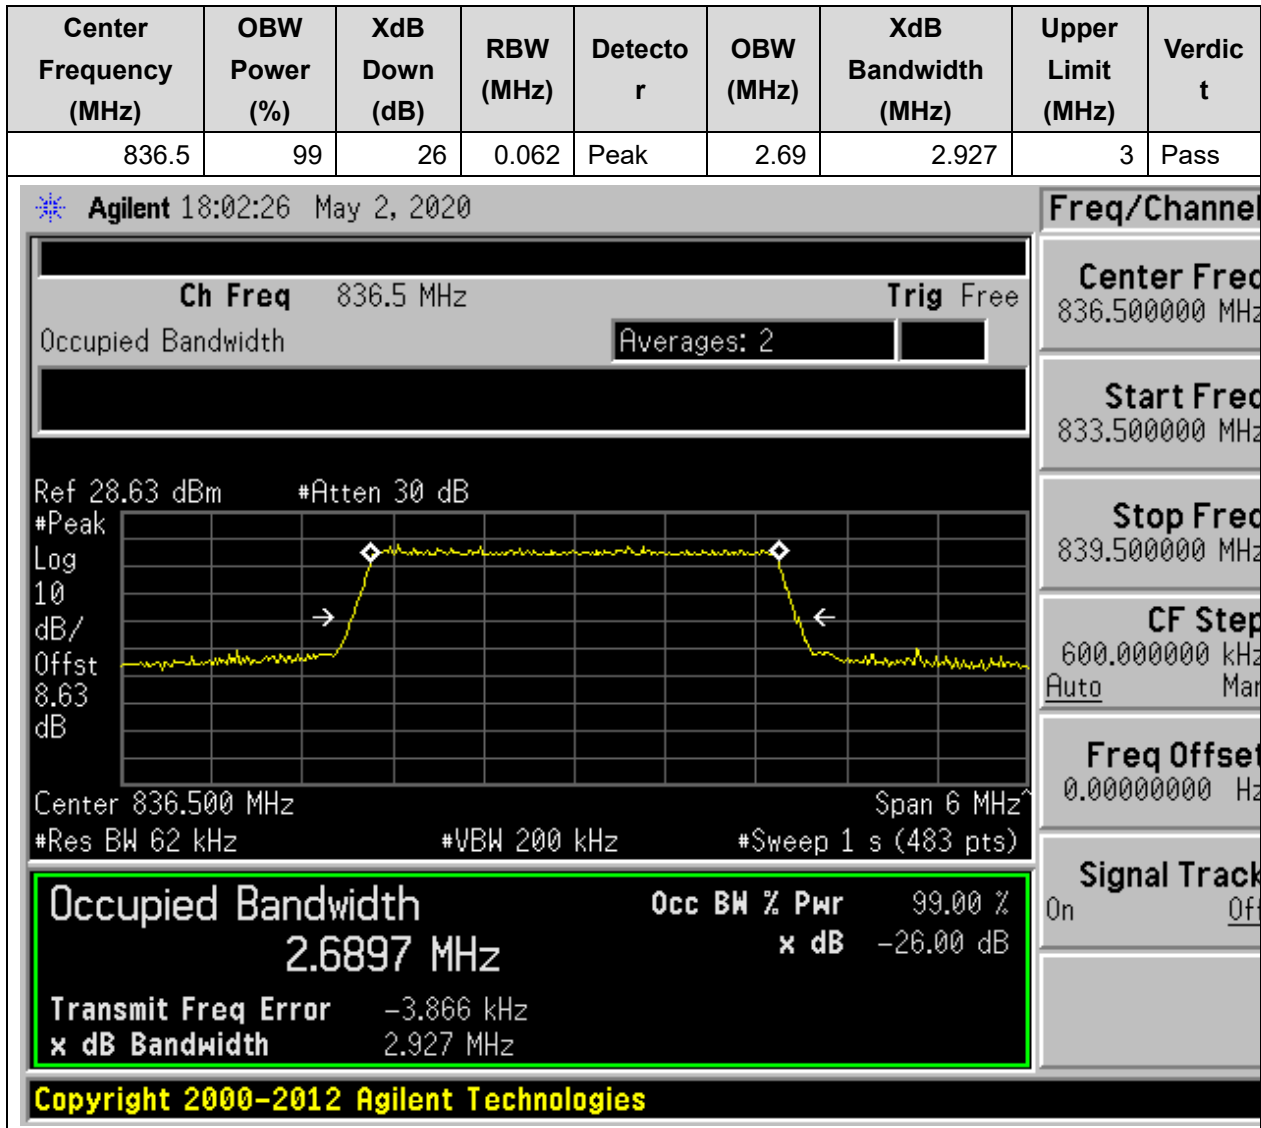 Center Frequency (MHz) OBW Power (%) XdB Down (dB) RBW (MHz) Detecto r OBW (MHz) XdB Bandwidth (MHz) Upper Limit (MHz) Verdic t
836.5 99 26 0.062 Peak 2.69 2.927 3 Pass
Agilent 18:02:26 May 2, 2020
Freq/Channel
Ch Freq 836.5 MHz Trig Free
Occupied Bandwidth Averages: 2
Center Freq
836.500000 MHz
Start Freq
833.500000 MHz
Stop Freq
839.500000 MHz
CF Step
600.000000 kHz
Auto Man
Freq Offset
0.00000000 Hz
Signal Track
On Off
Ref 28.63 dBm #Atten 30 dB
#Peak
Log
10
dB/
Offst
8.63
dB
Center 836.500 MHz Span 6 MHz^
#Res BW 62 kHz #VBW 200 kHz #Sweep 1 s (483 pts)
Occupied Bandwidth
2.6897 MHz
Occ BW % Pwr 99.00 %
x dB -26.00 dB
Transmit Freq Error -3.866 kHz
x dB Bandwidth 2.927 MHz
Copyright 2000-2012 Agilent Technologies